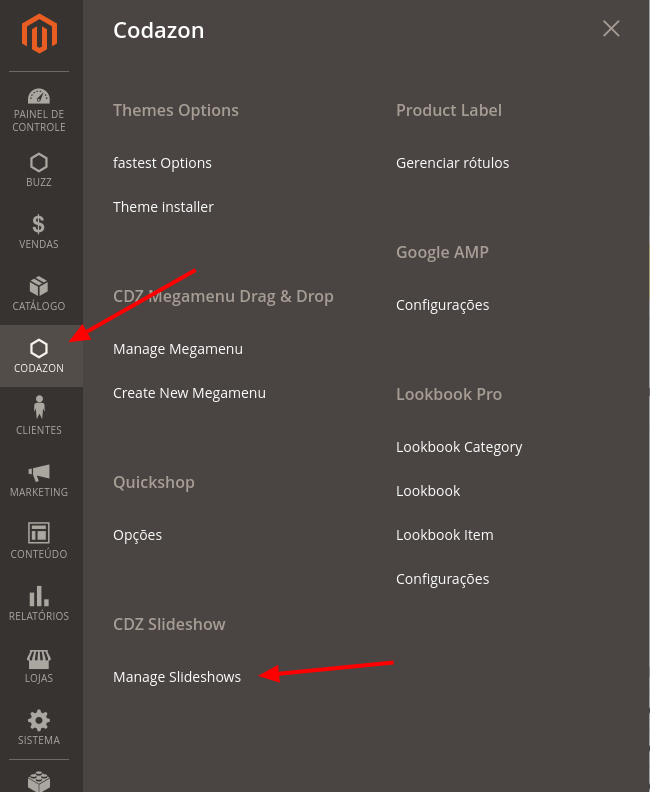 PAINEL DE
CONTROLE
BUZZ
VENDAS
CATÁLOGO
CODAZON
CLIENTES
MARKETING
CONTEÚDO
RELATÓRIOS
LOJAS
SISTEMA
Codazon
Themes Options
fastest Options
Theme installer
CDZ Megamenu Drag & Drop
Manage Megamenu
Create New Megamenu
Quickshop
Opções
CDZ Slideshow
Manage Slideshows
Product Label
Gerenciar rótulos
Google AMP
Configurações
Lookbook Pro
Lookbook Category
Lookbook
Lookbook Item
Configurações